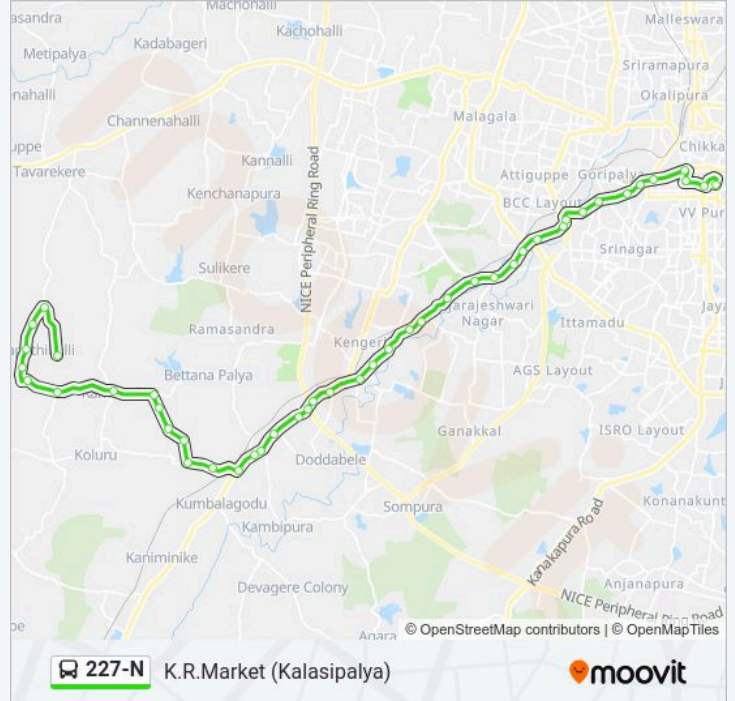 Machonalli
asandra
Kachohalli
Malleswara
Kadabageri
Metipalya
Sriramapura
nahalli
Okalipura
Channenahalli
Malagala
uppe
Chikka
Kannalli
Tavarekere
Attiguppe
Goripalya
Kenchanapura
BCC Layout
VV Pur
NICE Peripheral Ring Road
Srinagar
Sulikere
garajeshwari
Nagar
Jaya
Ramasandra
Ittamadu
Kengeri
AGS Layout
Bettana Palya
J
Ganakkal
ISRO Layout
Koluru
Doddabele
Kumbalagodu
Sompura
Konanakunt
Kambipura
Kanakapura Road
Kaniminike
Anjanapura
Devagere Colony
NICE Peripheral Ring Road
pe
Agara
© OpenStreetMap contributors | © OpenMapTiles
227-N K.R.Market (Kalasipalya)
moovit